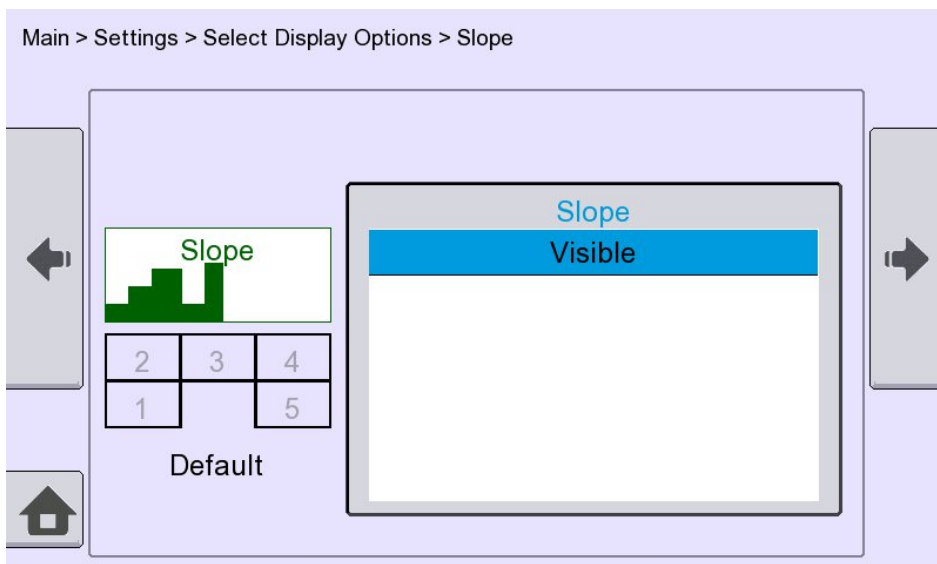 Main > Settings > Select Display Options > Slope
Slope
2 3 4
1 5
Default
Slope
Visible